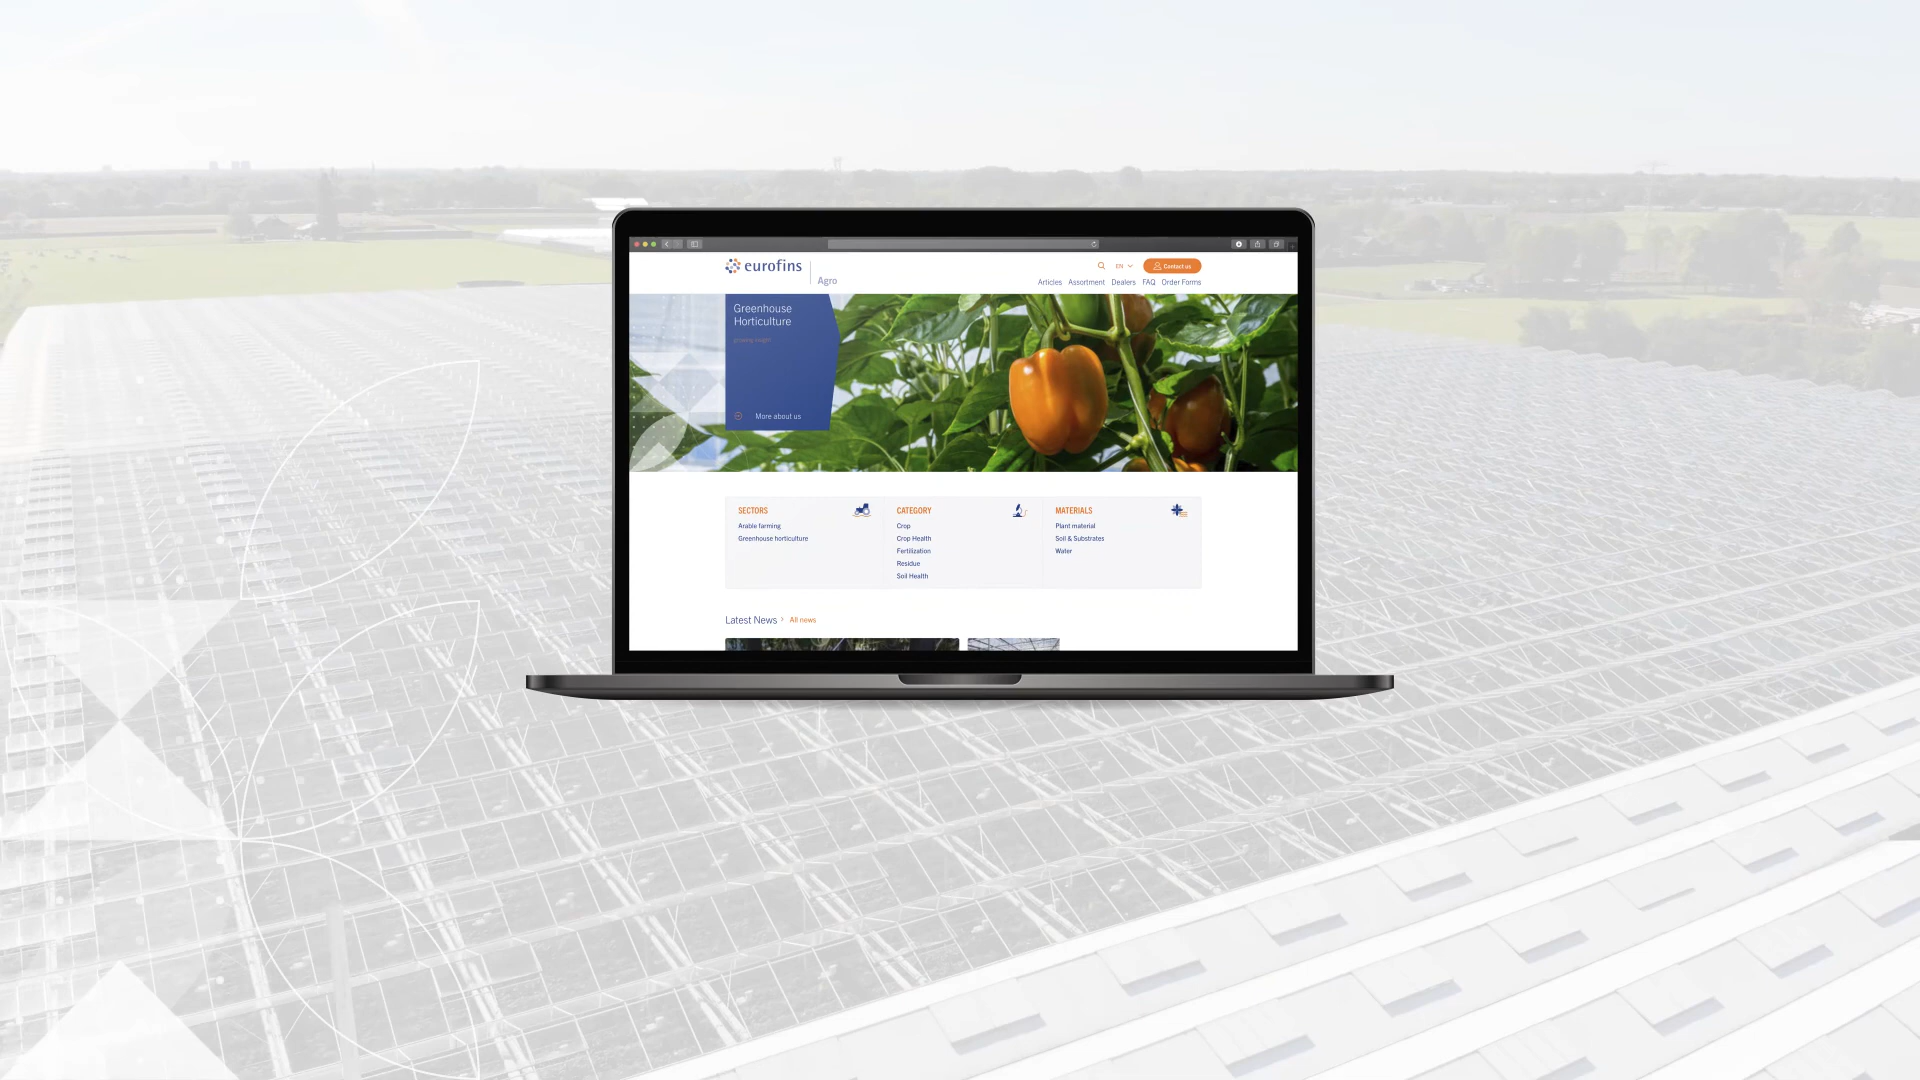 eurofins
Agro
EN
Contact us
Articles Assortment Dealers FAQ Order Forms
Greenhouse
Horticulture
growing insight
More about us
SECTORS
Arable farming
Greenhouse horticulture
CATEGORY
Crop
Crop Health
Fertilization
Residue
Soil Health
MATERIALS
Plant material
Soil & Substrates
Water
Latest News
All news